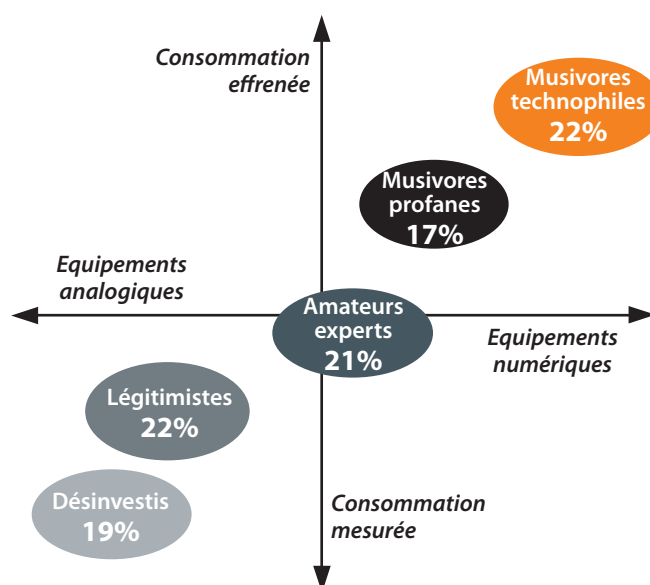 Consommation
effrenée
Musivores
technophiles
22%
Musivores
profanes
17%
Equipements
analogiques
Amateurs
experts
21%
Equipements
numériques
Légitimistes
22%
Désinvestis
19%
Consommation
mesurée